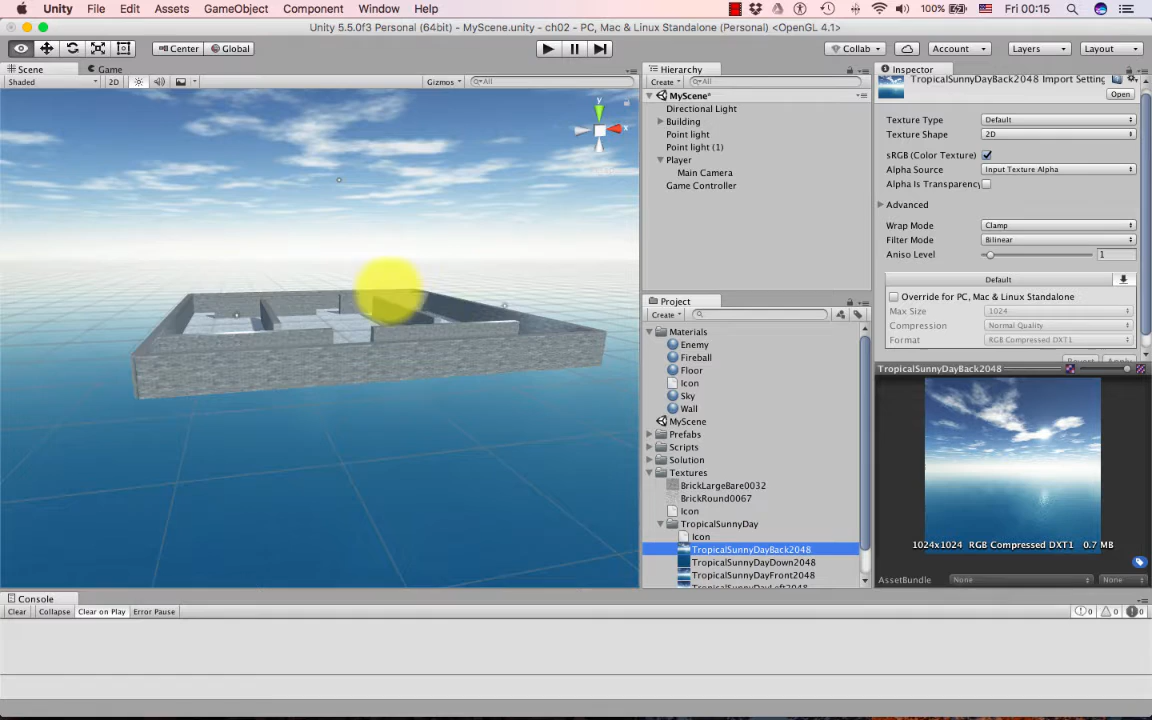 Unity File Edit Assets GameObject Component Window Help 100% Fri 00:15
Unity 5.5.0f3 Personal (64bit) - MyScene.unity - ch02 - PC, Mac & Linux Standalone (Personal) <OpenGL 4.1>
Center Global Collab Account Layers Layout
Scene Game Hierarchy Inspector
Shaded 2D Gizmos All Create All
TropicalSunnyDayBack2048 Import Setting
Open
MyScene*
Directional Light
Building
Point light
Point light (1)
Player
Main Camera
Game Controller
y
x
Texture Type Default
Texture Shape 2D
sRGB (Color Texture)
Alpha Source Input Texture Alpha
Alpha Is Transparency
Advanced
Wrap Mode Clamp
Filter Mode Bilinear
Aniso Level 1
Default
Override for PC, Mac & Linux Standalone
Max Size 1024
Compression Normal Quality
Format RGB Compressed DXT1
Revert Apply
Project
Create
Materials
Enemy
Fireball
Floor
Icon
Sky
Wall
MyScene
Prefabs
Scripts
Solution
Textures
BrickLargeBare0032
BrickRound0067
Icon
TropicalSunnyDay
Icon
TropicalSunnyDayBack2048
TropicalSunnyDayDown2048
TropicalSunnyDayFront2048
TropicalSunnyDayLeft2048
TropicalSunnyDayBack2048
1024x1024 RGB Compressed DXT1 0.7 MB
AssetBundle None None
Console
Clear Collapse Clear on Play Error Pause 0 0 0